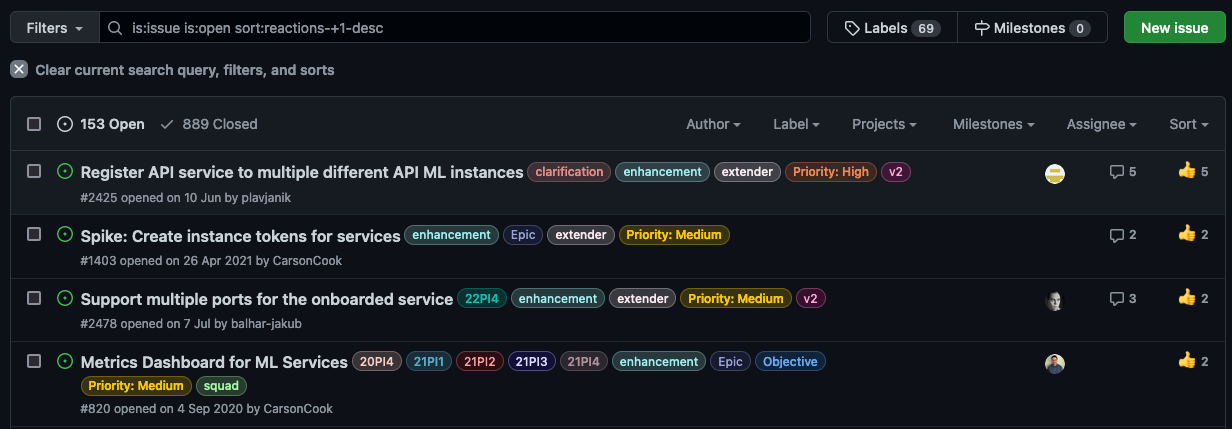 Filters is:issue is:open sort:reactions-+1-desc Labels 69 Milestones 0 New issue
Clear current search query, filters, and sorts
153 Open 889 Closed Author Label Projects Milestones Assignee Sort
Register API service to multiple different API ML instances clarification enhancement extender Priority: High v2 5 5
#2425 opened on 10 Jun by plavjanik
Spike: Create instance tokens for services enhancement Epic extender Priority: Medium 2 2
#1403 opened on 26 Apr 2021 by CarsonCook
Support multiple ports for the onboarded service 22PI4 enhancement extender Priority: Medium v2 3 2
#2478 opened on 7 Jul by balhar-jakub
Metrics Dashboard for ML Services 20PI4 21PI1 21PI2 21PI3 21PI4 enhancement Epic Objective 2
Priority: Medium squad
#820 opened on 4 Sep 2020 by CarsonCook